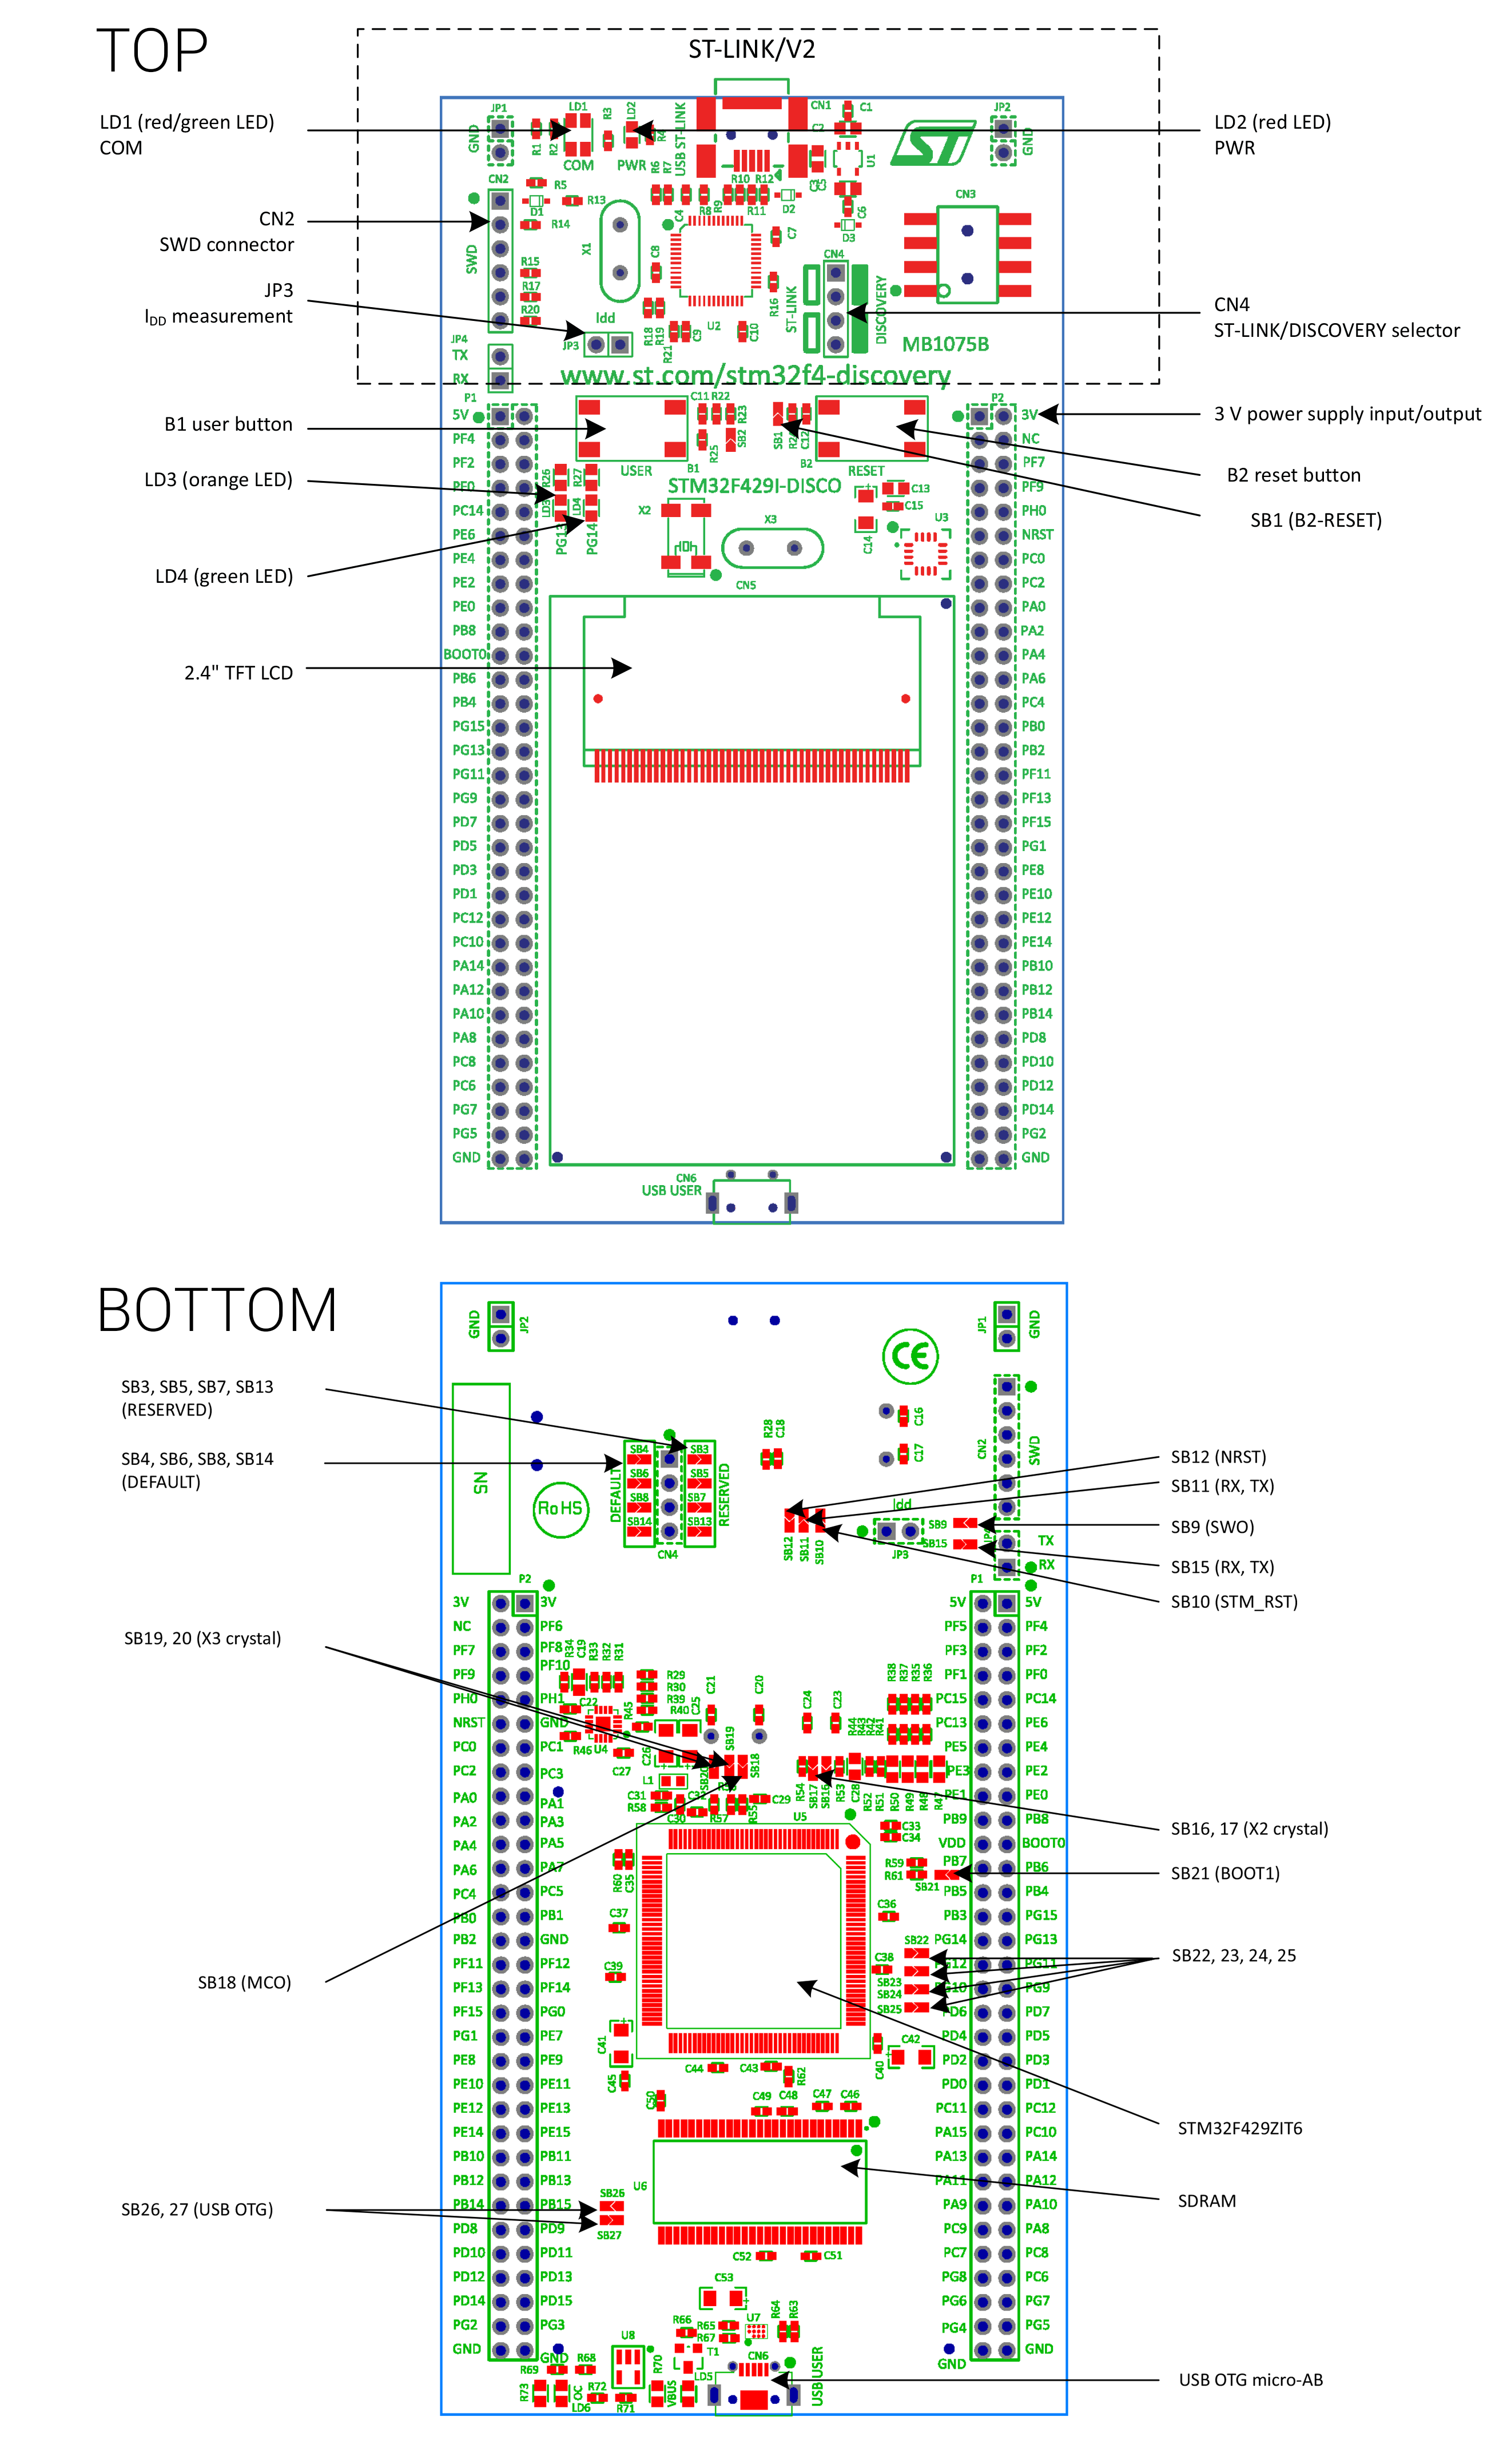 TOP
ST-LINK/V2
LD1 (red/green LED)
COM
CN2
SWD connector
JP3
IDD measurement
B1 user button
LD3 (orange LED)
LD4 (green LED)
2.4" TFT LCD
LD2 (red LED)
PWR
CN4
ST-LINK/DISCOVERY selector
3 V power supply input/output
B2 reset button
SB1 (B2-RESET)
JP1
GND
LD1
R3
LD2
R4
USB ST-LINK
CN1
C1
C2
U1
JP2
GND
R1
R2
COM
PWR
R6
R7
R10 R12
CN2
R5
R13
D1
R14
C4
R8
R9
R11
D2
C6
D3
CN3
SWD
X1
C8
C7
CN4
R15
R17
R20
Idd
JP3
R18
R19
R21
C9
U2
C10
R16
ST-LINK
DISCOVERY
MB1075B
JP4
TX
RX
www.st.com/stm32f4-discovery
P1
5V
PF4
PF2
PF0
PC14
PE6
PE4
PE2
PE0
PB8
BOOT0
PB6
PB4
PG15
PG13
PG11
PG9
PD7
PD5
PD3
PD1
PC12
PC10
PA14
PA12
PA10
PA8
PC8
PC6
PG7
PG5
GND
C11 R22
R23
SB2
R25
SB1
C12
USER
B1
B2
RESET
R26
R27
LD3
LD4
PG13
PG14
STM32F429I-DISCO
X2
X3
C13
C15
C14
U3
CN5
P2
3V
NC
PF7
PF9
PH0
NRST
PC0
PC2
PA0
PA2
PA4
PA6
PC4
PB0
PB2
PF11
PF13
PF15
PG1
PE8
PE10
PE12
PE14
PB10
PB12
PB14
PD8
PD10
PD12
PD14
PG2
GND
CN6
USB USER
BOTTOM
SB3, SB5, SB7, SB13
(RESERVED)
SB4, SB6, SB8, SB14
(DEFAULT)
SB19, 20 (X3 crystal)
SB18 (MCO)
SB26, 27 (USB OTG)
SB12 (NRST)
SB11 (RX, TX)
SB9 (SWO)
SB15 (RX, TX)
SB10 (STM_RST)
SB16, 17 (X2 crystal)
SB21 (BOOT1)
SB22, 23, 24, 25
STM32F429ZIT6
SDRAM
USB OTG micro-AB
GND
JP2
CE
JP1
GND
SN
RoHS
DEFAULT
SB4
SB6
SB8
SB14
CN4
SB3
SB5
SB7
SB13
RESERVED
R28
C18
C16
C17
CN2
SWD
SB12
SB11
SB10
Idd
JP3
SB9
SB15
TX
RX
P2
3V
NC
PF7
PF9
PH0
NRST
PC0
PC2
PA0
PA2
PA4
PA6
PC4
PB0
PB2
PF11
PF13
PF15
PG1
PE8
PE10
PE12
PE14
PB10
PB12
PB14
PD8
PD10
PD12
PD14
PG2
GND
3V
PF6
PF8
PF10
PH1
GND
PC1
PC3
PA1
PA3
PA5
PA7
PC5
PB1
GND
PF12
PF14
PG0
PE7
PE9
PE11
PE13
PE15
PB11
PB13
PB15
PD9
PD11
PD13
PD15
PG3
GND
R34
C19
R33
R32
R31
R29
R30
R39
R40
C22
R45
C25
R46
U4
C27
C26
L1
C21
C20
SB19
SB18
C24
C23
R44
R43
R42
R41
R38
R37
R35
R36
R54
SB17
SB16
R53
C28
R52
R51
R50
R49
R48
R47
C31
R58
C32
C30
R57
R55
C29
U5
C33
C34
R59
R61
SB21
R60
C35
C37
C39
C36
SB22
C38
SB23
SB24
SB25
C41
C45
C44
C43
R62
C40
C42
C50
C49
C48
C47
C46
U6
SB26
SB27
C52
C51
C53
R66
R65
R67
U7
R64
R63
T1
CN6
LD5
USB USER
U8
R70
VBUS
R69
R68
R73
OC
LD6
R72
R71
P1
5V
PF5
PF3
PF1
PC15
PC13
PE5
PE3
PE1
PB9
VDD
PB7
PB5
PB3
PG14
PG12
PG10
PD6
PD4
PD2
PD0
PC11
PA15
PA13
PA11
PA9
PC9
PC7
PG8
PG6
PG4
GND
5V
PF4
PF2
PF0
PC14
PE6
PE4
PE2
PE0
PB8
BOOT0
PB6
PB4
PG15
PG13
PG11
PG9
PD7
PD5
PD3
PD1
PC12
PC10
PA14
PA12
PA10
PA8
PC8
PC6
PG7
PG5
GND